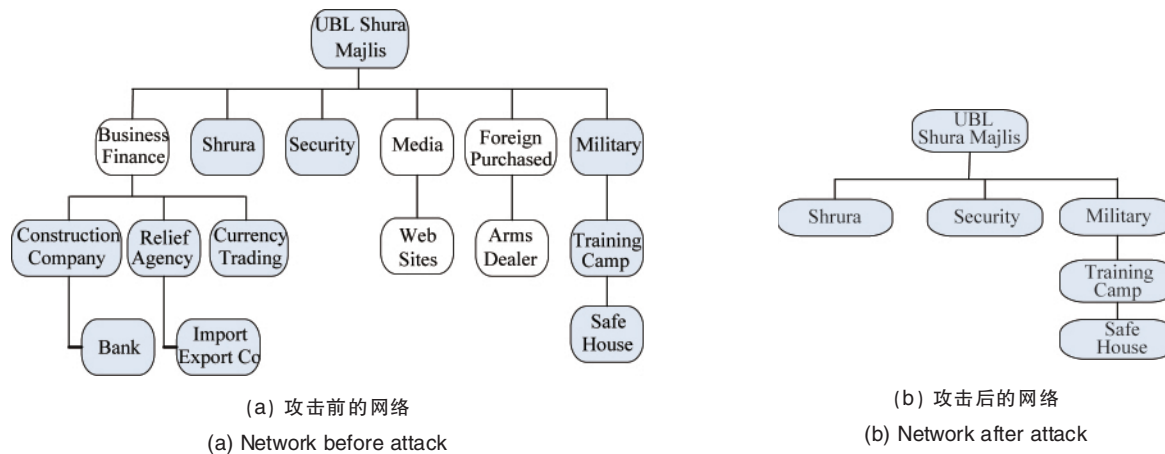 UBL Shura
Majlis
Business
Finance
Shrura
Security
Media
Foreign
Purchased
Military
Construction
Company
Relief
Agency
Currency
Trading
Web
Sites
Arms
Dealer
Training
Camp
Bank
Import
Export Co
Safe
House
(a) 攻击前的网络
(a) Network before attack
UBL
Shura Majlis
Shrura
Security
Military
Training
Camp
Safe
House
(b) 攻击后的网络
(b) Network after attack